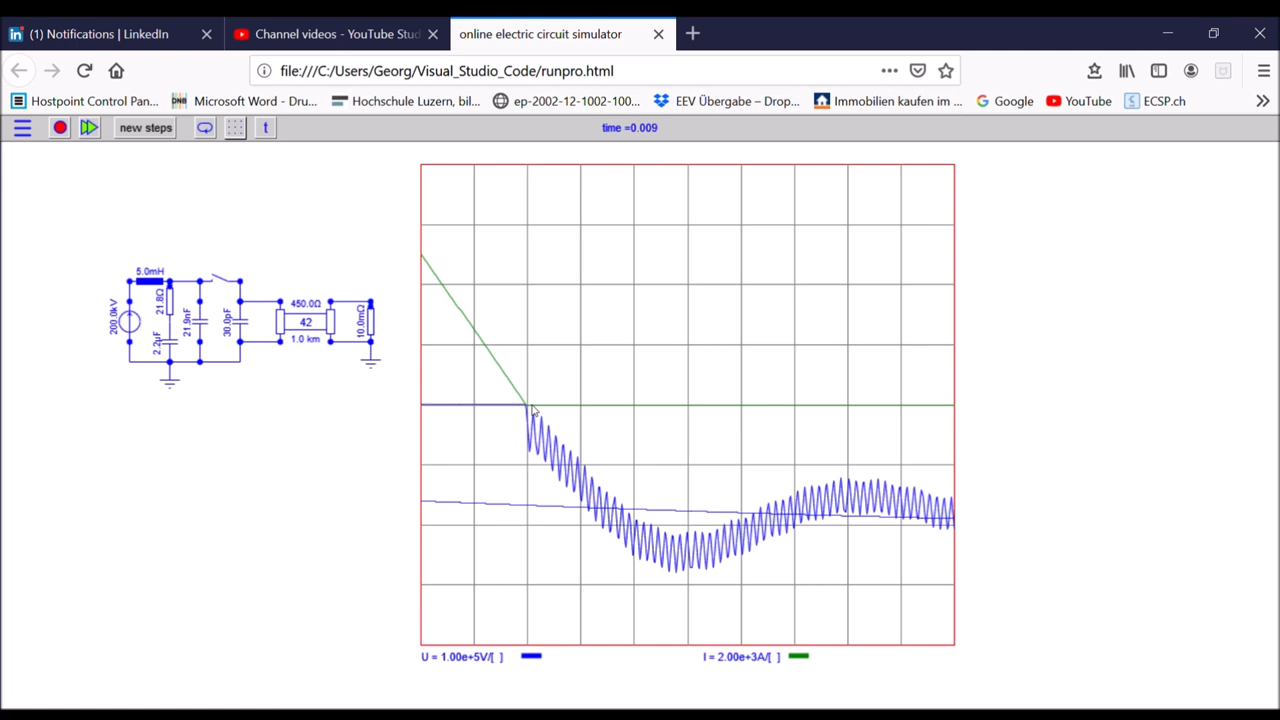 (1) Notifications | LinkedIn
Channel videos - YouTube Stud
online electric circuit simulator
file:///C:/Users/Georg/Visual_Studio_Code/runpro.html
Hostpoint Control Pan... Microsoft Word - Dru... Hochschule Luzern, bil... ep-2002-12-1002-100... EEV Übergabe – Drop... Immobilien kaufen im ... Google YouTube ECSP.ch
new steps t time =0.009
5.0mH
200.0kV
21.8Ω
2.2µF
21.9nF
30.0pF
450.0Ω
42
1.0 km
10.0mΩ
U = 1.00e+5V/[ ] I = 2.00e+3A/[ ]